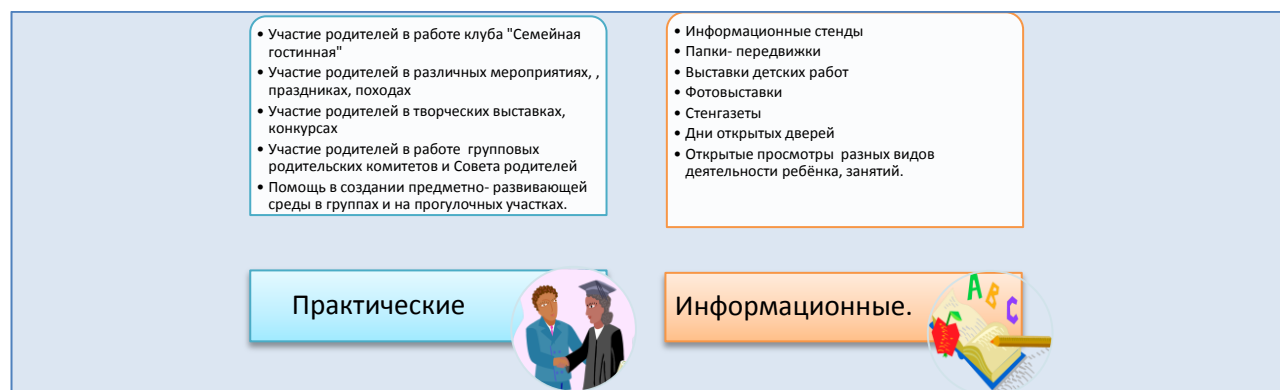 • Участие родителей в работе клуба "Семейная
гостинная"
• Участие родителей в различных мероприятиях, ,
праздниках, походах
• Участие родителей в творческих выставках,
конкурсах
• Участие родителей в работе  групповых
родительских комитетов и Совета родителей
• Помощь в создании предметно- развивающей
среды в группах и на прогулочных участках.
• Информационные стенды
• Папки- передвижки
• Выставки детских работ
• Фотовыставки
• Стенгазеты
• Дни открытых дверей
• Открытые просмотры  разных видов
деятельности ребёнка, занятий.
Практические
Информационные.
A B C